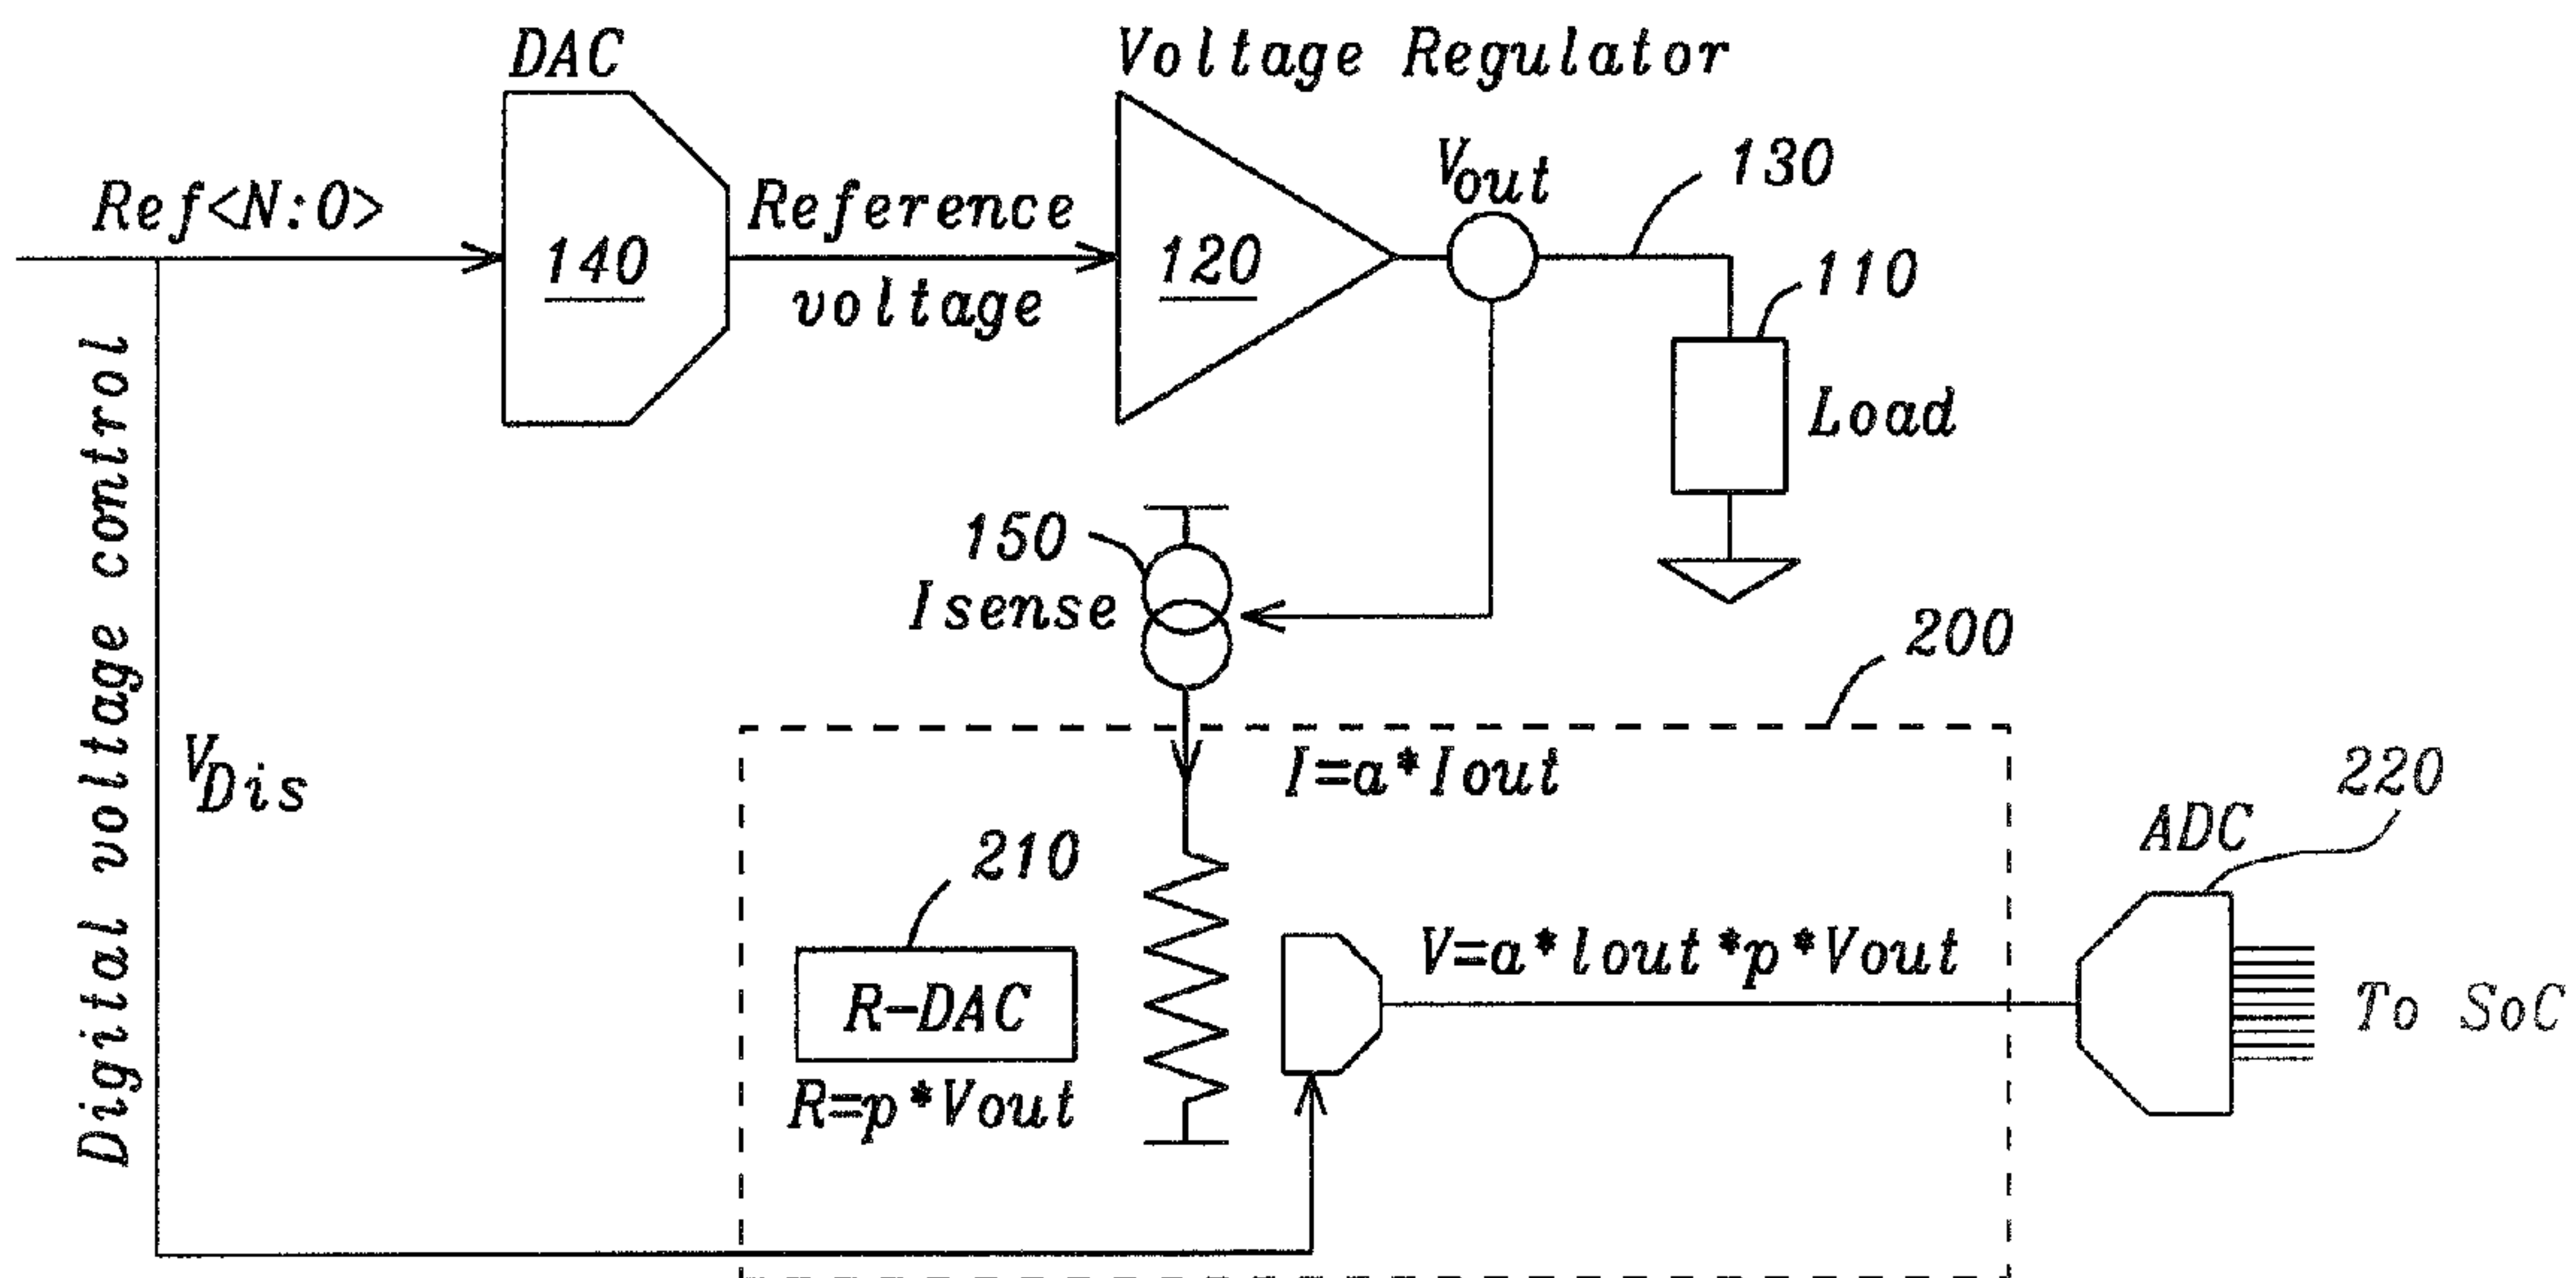 DAC
Voltage Regulator
Ref<N:0>
140
Reference
voltage
120
Vout
130
110
Load
Digital voltage control
VDis
150
Isense
200
I=a*Iout
220
ADC
210
R-DAC
R=p*Vout
V=a*lout*p*Vout
To SoC